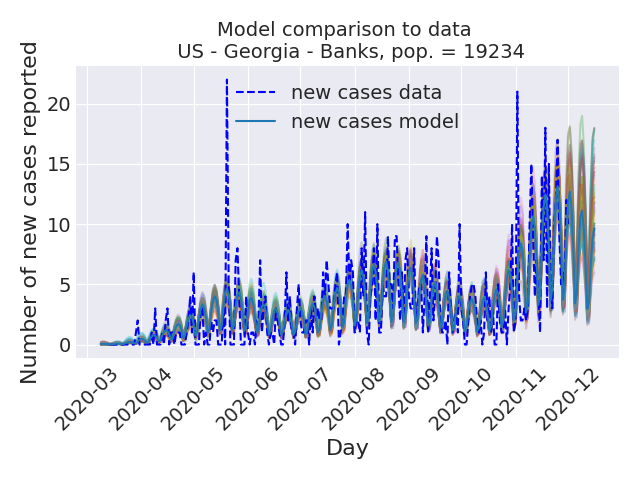 Model comparison to data
US - Georgia - Banks, pop. = 19234
Number of new cases reported
20
15
10
5
0
new cases data
new cases model
2020-03
2020-04
2020-05
2020-06
2020-07
2020-08
2020-09
2020-10
2020-11
2020-12
Day